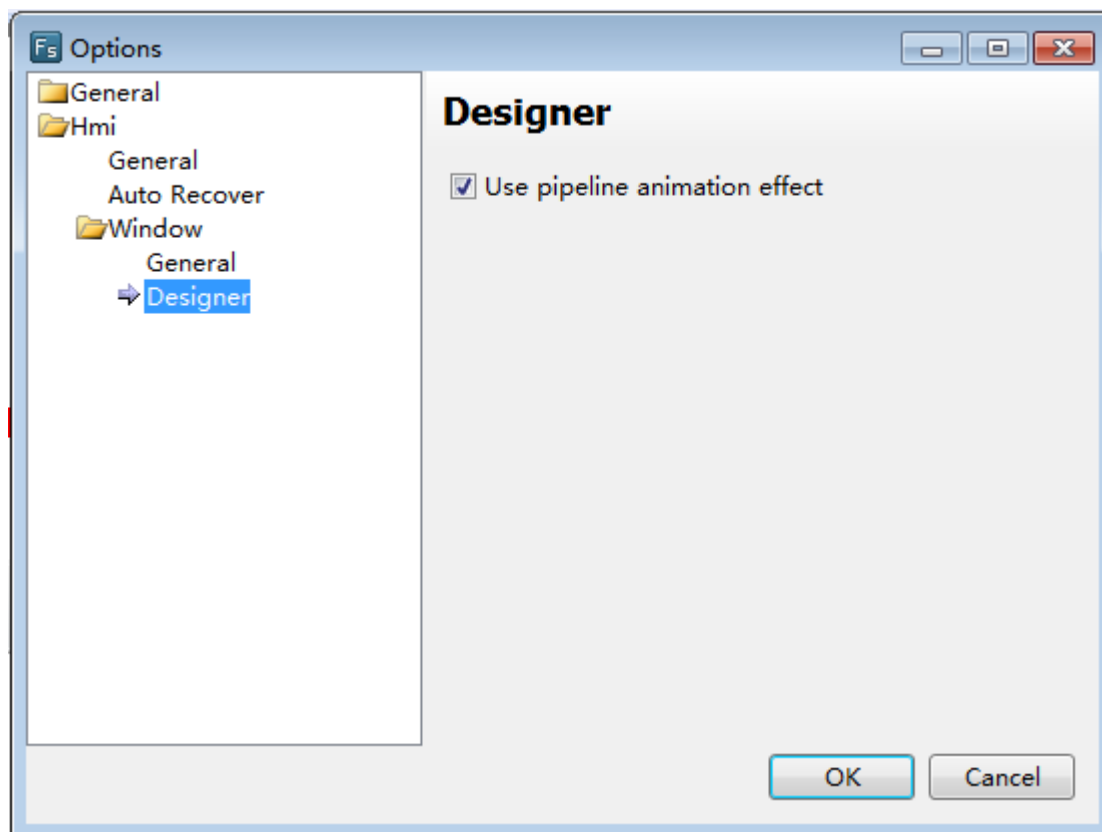 Fs Options
General
Hmi
General
Auto Recover
Window
General
Designer
Designer
Use pipeline animation effect
OK
Cancel